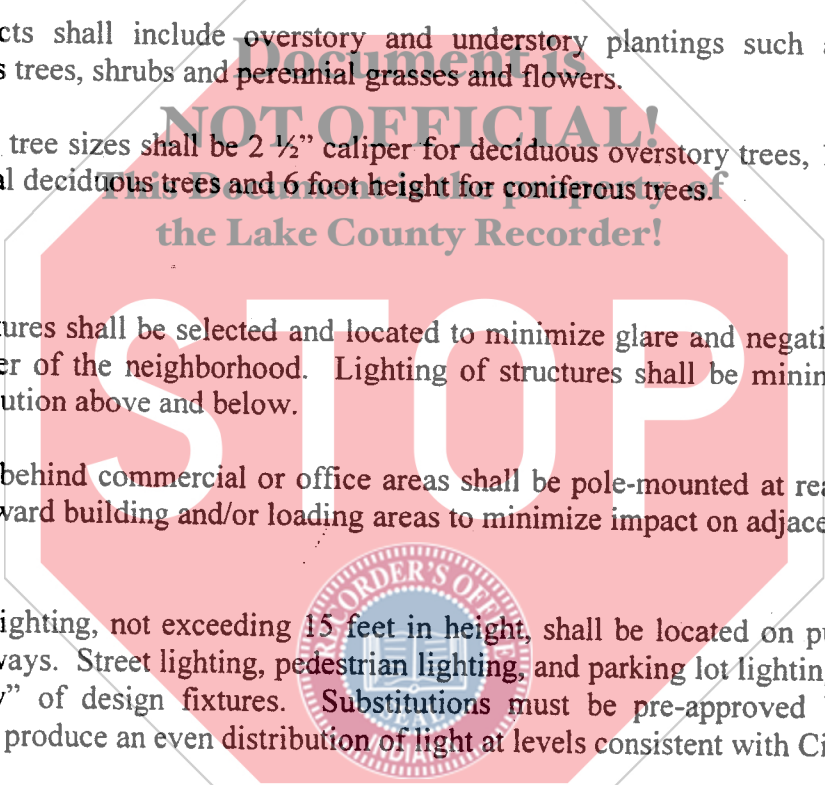 cts shall include overstory and understory plantings such a
s trees, shrubs and perennial grasses and flowers.
Document is
NOT OFFICIAL!
tree sizes shall be 2 ½” caliper for deciduous overstory trees,
al deciduous trees and 6 foot height for coniferous trees.
This Document is the property of
the Lake County Recorder!
STOP
tures shall be selected and located to minimize glare and negati
er of the neighborhood. Lighting of structures shall be minim
ution above and below.
behind commercial or office areas shall be pole-mounted at rea
ward building and/or loading areas to minimize impact on adjace
ighting, not exceeding 15 feet in height, shall be located on pu
ways. Street lighting, pedestrian lighting, and parking lot lightin
y” of design fixtures. Substitutions must be pre-approved
produce an even distribution of light at levels consistent with Ci
RECORDER'S OFFICE
SEAL
INDIANA